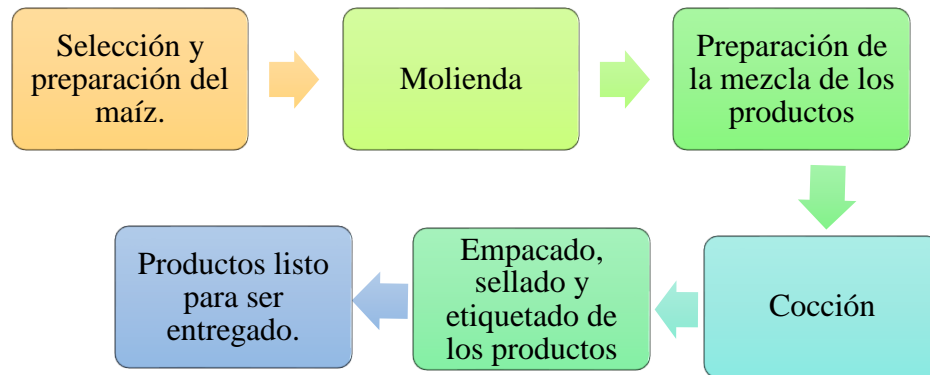 Selección y
preparación del
maíz.
Molienda
Preparación de
la mezcla de los
productos
Cocción
Empacado,
sellado y
etiquetado de
los productos
Productos listo
para ser
entregado.